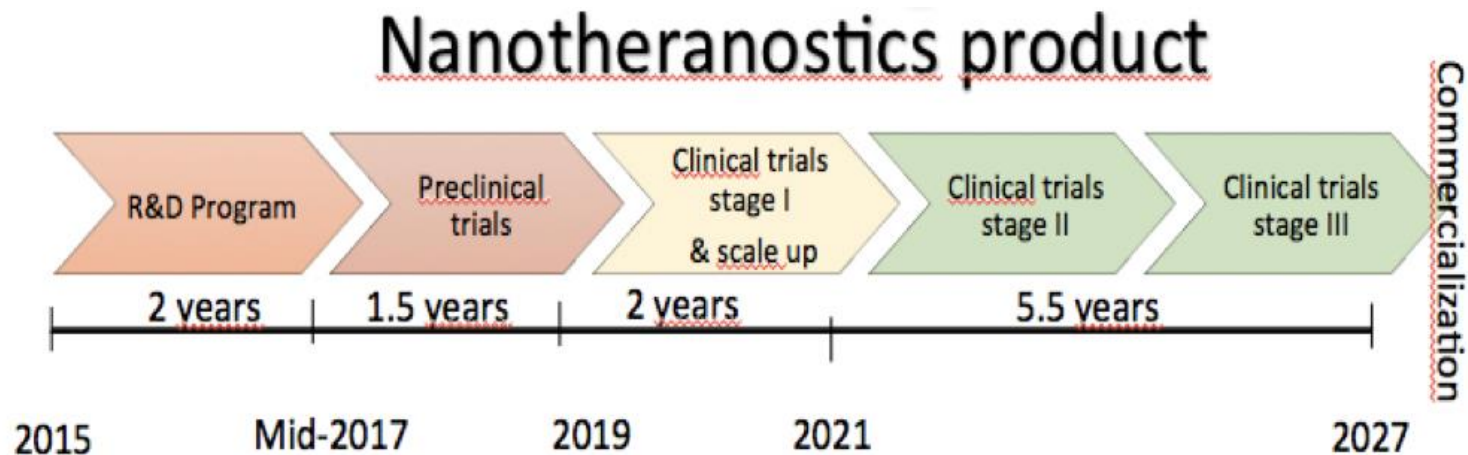 Nanotheranostics product
R&D Program
Preclinical
trials
Clinical trials
stage I
& scale up
Clinical trials
stage II
Clinical trials
stage III
Commercialization
2 years
1.5 years
2 years
5.5 years
2015
Mid-2017
2019
2021
2027